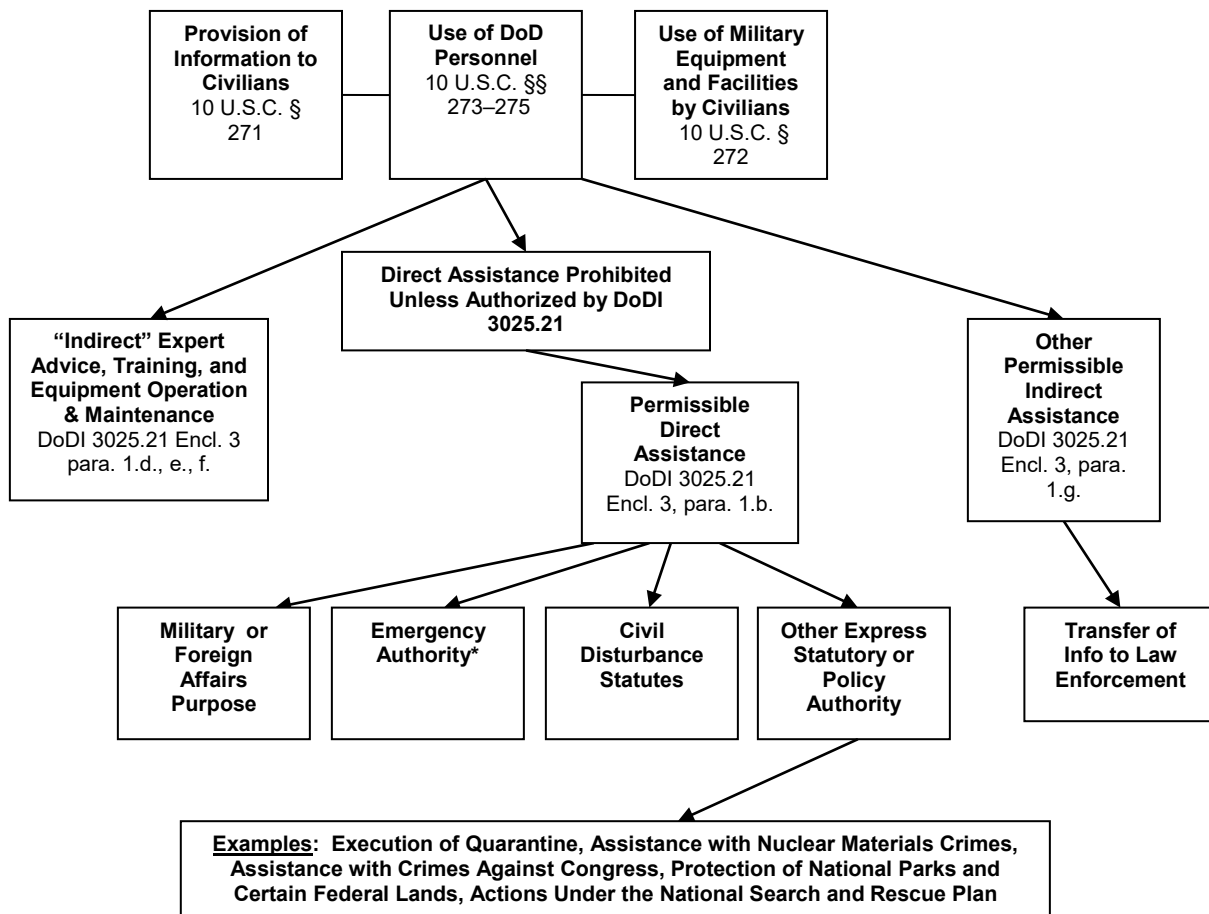 Provision of
Information to
Civilians
10 U.S.C. §
271
Use of DoD
Personnel
10 U.S.C. §§
273–275
Use of Military
Equipment
and Facilities
by Civilians
10 U.S.C. §
272
Direct Assistance Prohibited
Unless Authorized by DoDI
3025.21
“Indirect” Expert
Advice, Training, and
Equipment Operation
& Maintenance
DoDI 3025.21 Encl. 3
para. 1.d., e., f.
Permissible
Direct
Assistance
DoDI 3025.21
Encl. 3, para. 1.b.
Other
Permissible
Indirect
Assistance
DoDI 3025.21
Encl. 3, para.
1.g.
Military or
Foreign
Affairs
Purpose
Emergency
Authority*
Civil
Disturbance
Statutes
Other Express
Statutory or
Policy
Authority
Transfer of
Info to Law
Enforcement
Examples: Execution of Quarantine, Assistance with Nuclear Materials Crimes,
Assistance with Crimes Against Congress, Protection of National Parks and
Certain Federal Lands, Actions Under the National Search and Rescue Plan